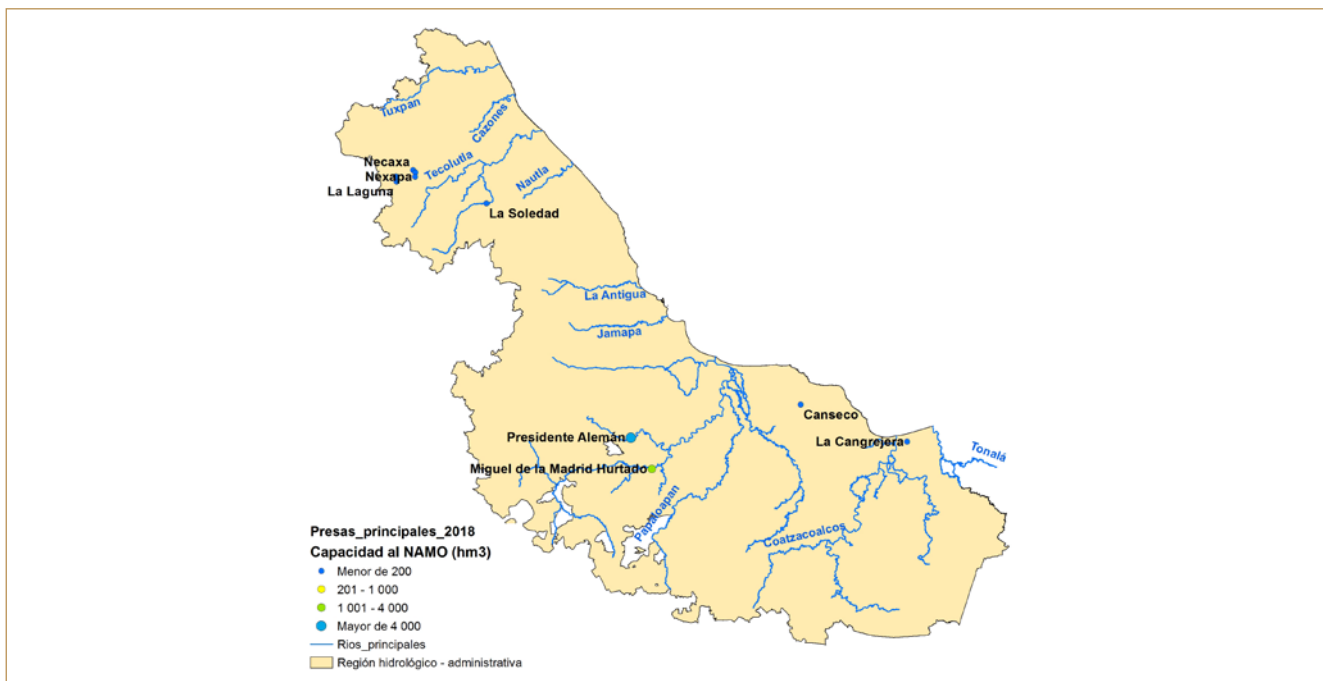 Tuxpan
Cazones
Necaxa
Tecolutla
Nexapa
Nautla
La Laguna
La Soledad
La Antigua
Jamapa
Canseco
Presidente Alemán
La Cangrejera
Tonalá
Miguel de la Madrid Hurtado
Papaloapan
Coatzacoalcos
Presas_principales_2018
Capacidad al NAMO (hm3)
Menor de 200
201 - 1 000
1 001 - 4 000
Mayor de 4 000
Rios_principales
Región hidrológico - administrativa